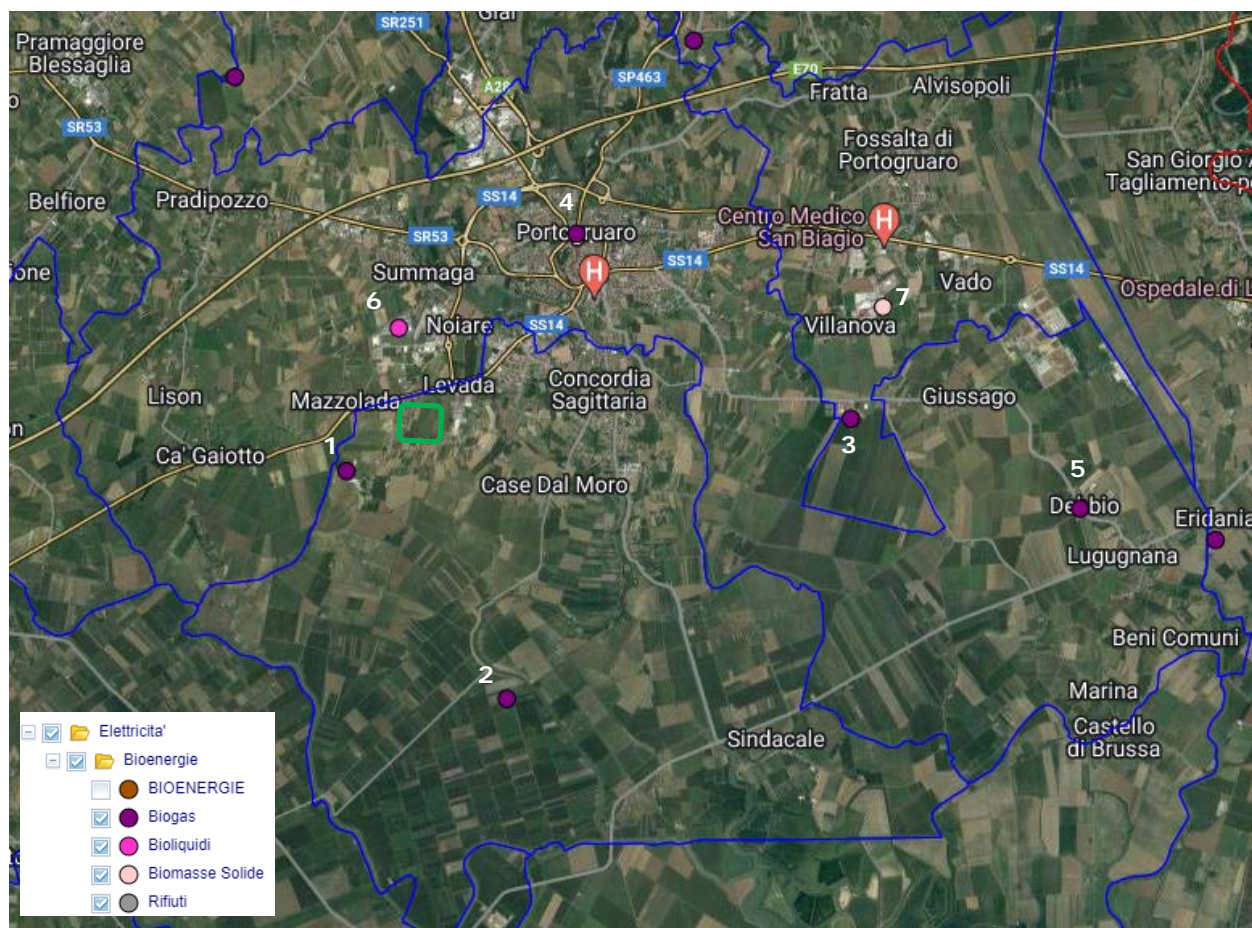 SR251
Giai
Pramaggiore
Blessaglia
SP463
E70
A28
Fratta
Alvisopoli
SR53
Fossalta di
Portogruaro
San Giorgio A
Tagliamento
Belfiore
Pradipozzo
SS14
4
Centro Medico
San Biagio
SR53
Portogruaro
SS14
SS14
Summaga
H
H
Vado
Ospedale di L
6
7
Noiare
SS14
Villanova
Levada
Concordia
Sagittaria
Lison
Mazzolada
Giussago
Ca' Gaiotto
1
3
Case Dal Moro
5
Debbio
Eridania
Lugugnana
Beni Comuni
2
Marina
Castello
di Brussa
Sindacale
Elettricita'
Bioenergie
BIOENERGIE
Biogas
Bioliquidi
Biomasse Solide
Rifiuti